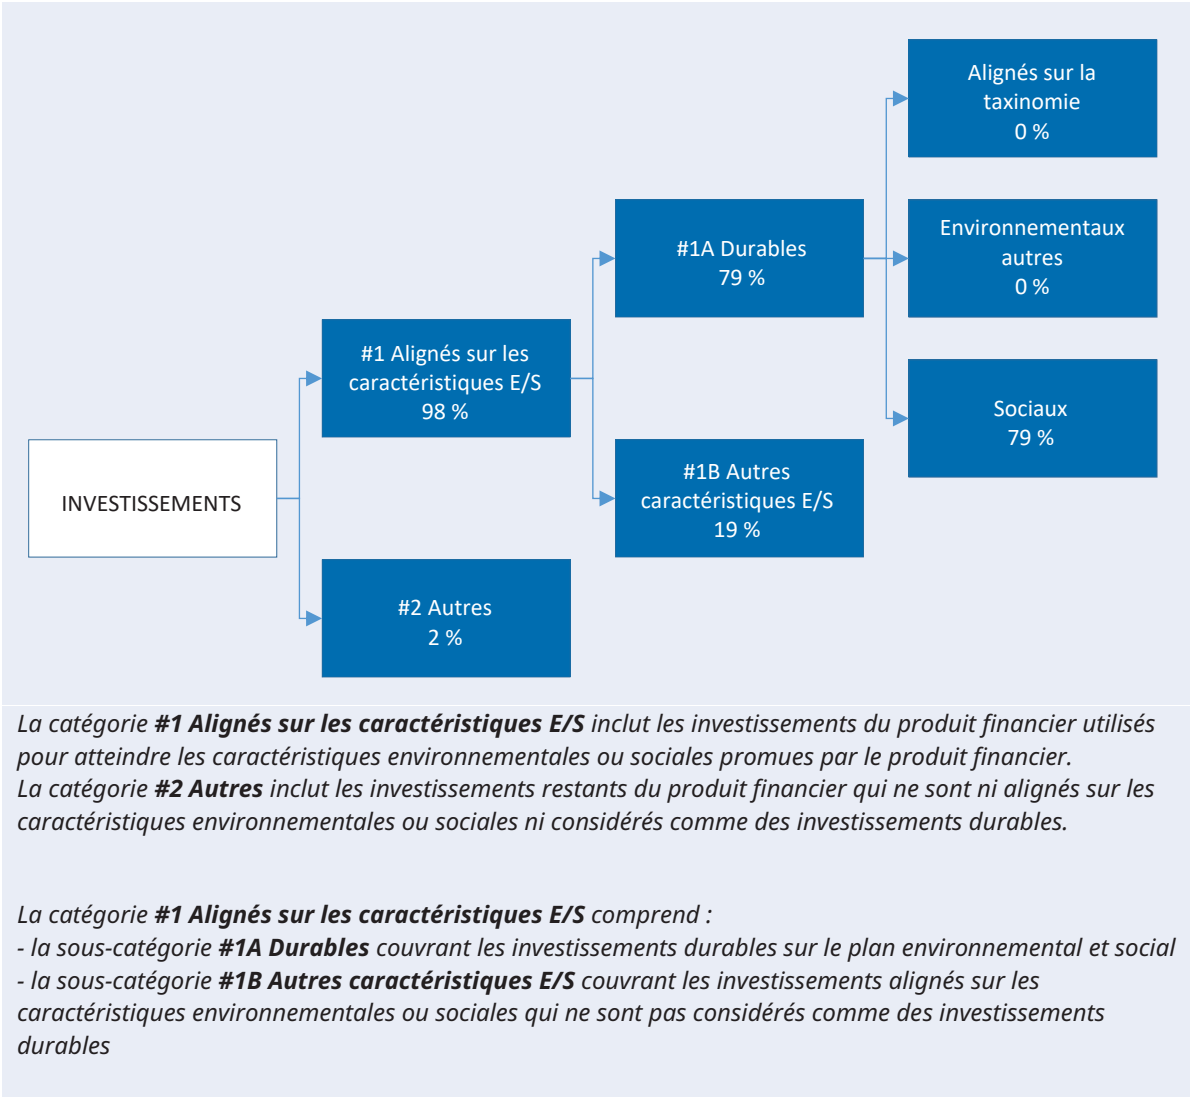 Alignés sur la
taxinomie
0 %
Environnementaux
autres
0 %
#1A Durables
79 %
#1 Alignés sur les
caractéristiques E/S
98 %
Sociaux
79 %
#1B Autres
caractéristiques E/S
19 %
INVESTISSEMENTS
#2 Autres
2 %
La catégorie #1 Alignés sur les caractéristiques E/S inclut les investissements du produit financier utilisés
pour atteindre les caractéristiques environnementales ou sociales promues par le produit financier.
La catégorie #2 Autres inclut les investissements restants du produit financier qui ne sont ni alignés sur les
caractéristiques environnementales ou sociales ni considérés comme des investissements durables.
La catégorie #1 Alignés sur les caractéristiques E/S comprend :
- la sous-catégorie #1A Durables couvrant les investissements durables sur le plan environnemental et social
- la sous-catégorie #1B Autres caractéristiques E/S couvrant les investissements alignés sur les
caractéristiques environnementales ou sociales qui ne sont pas considérés comme des investissements
durables